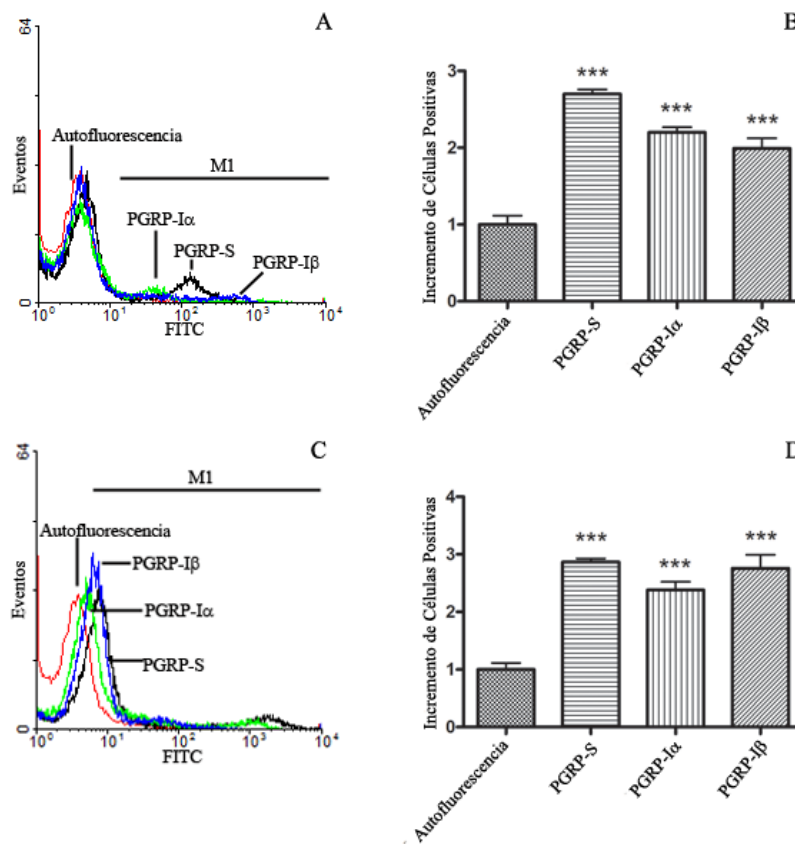 A
64
Eventos
0
Autofluorescencia
M1
PGRP-Iα
PGRP-S
PGRP-Iβ
10⁰ 10¹ 10² 10³ 10⁴
FITC
B
Incremento de Células Positivas
3
2
1
0
***
***
***
Autofluorescencia
PGRP-S
PGRP-Iα
PGRP-Iβ
C
64
Eventos
0
M1
Autofluorescencia
PGRP-Iβ
PGRP-Iα
PGRP-S
10⁰ 10¹ 10² 10³ 10⁴
FITC
D
Incremento de Células Positivas
4
3
2
1
0
***
***
***
Autofluorescencia
PGRP-S
PGRP-Iα
PGRP-Iβ